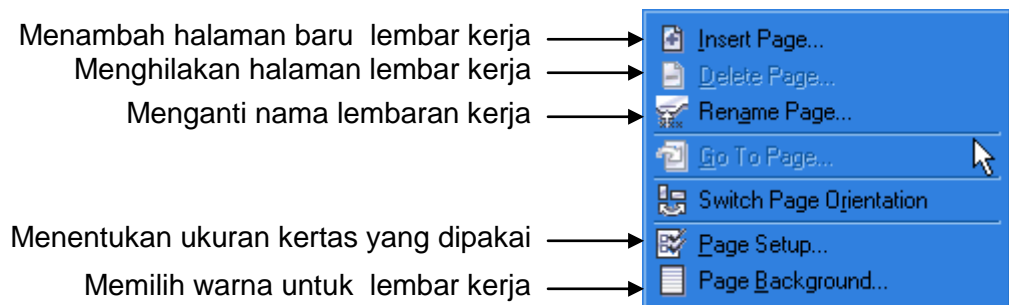 Menambah halaman baru lembar kerja
Insert Page...
Menghilakan halaman lembar kerja
Delete Page...
Menganti nama lembaran kerja
Rename Page...
Go To Page...
Switch Page Orientation
Menentukan ukuran kertas yang dipakai
Page Setup...
Memilih warna untuk lembar kerja
Page Background...